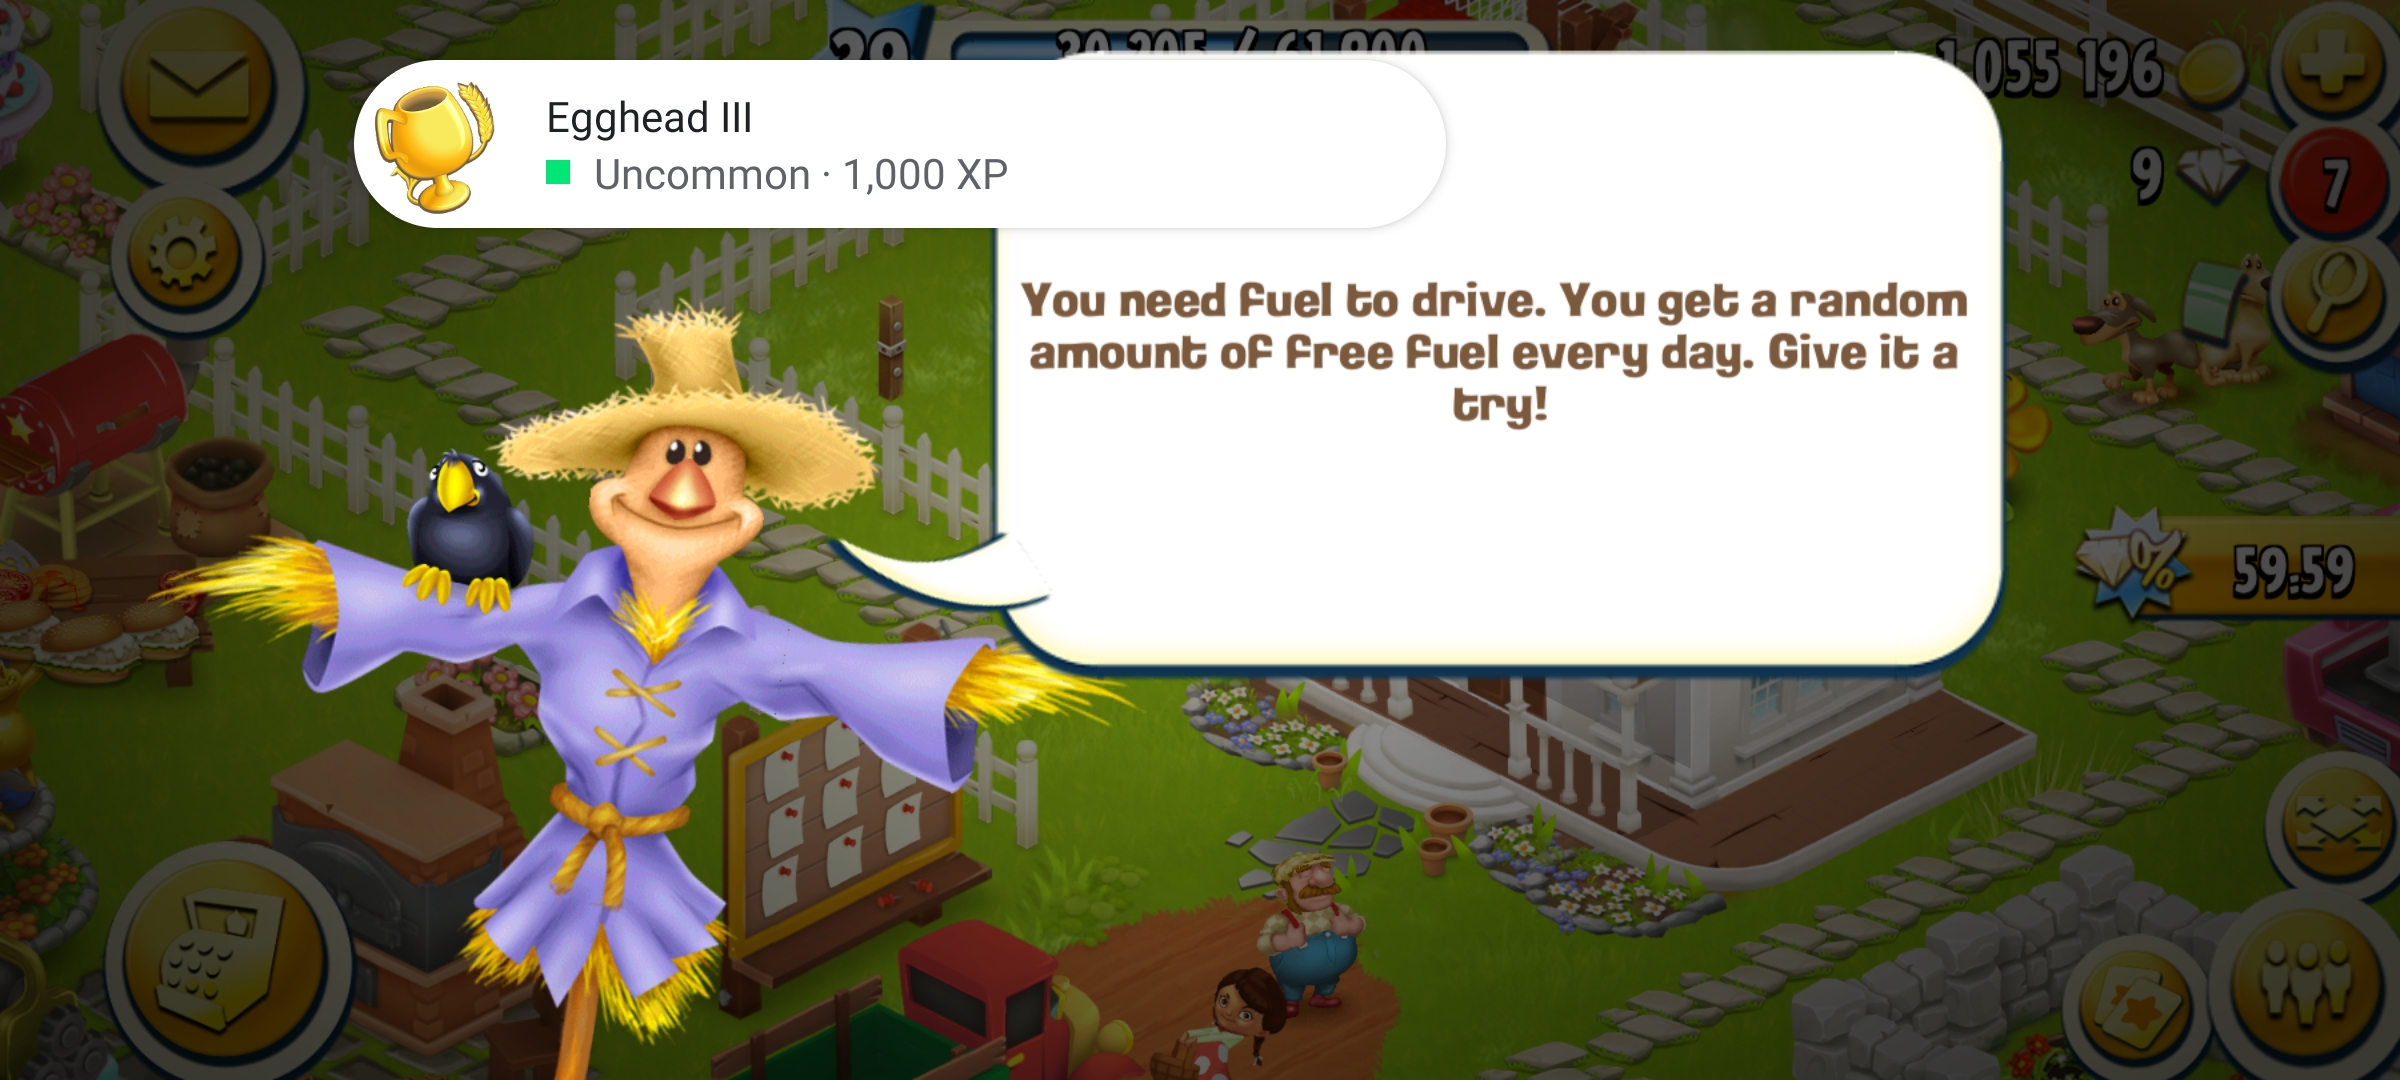 1 055 196
Egghead III
Uncommon · 1,000 XP
9
7
You need fuel to drive. You get a random
amount of free fuel every day. Give it a
try!
%
59:59